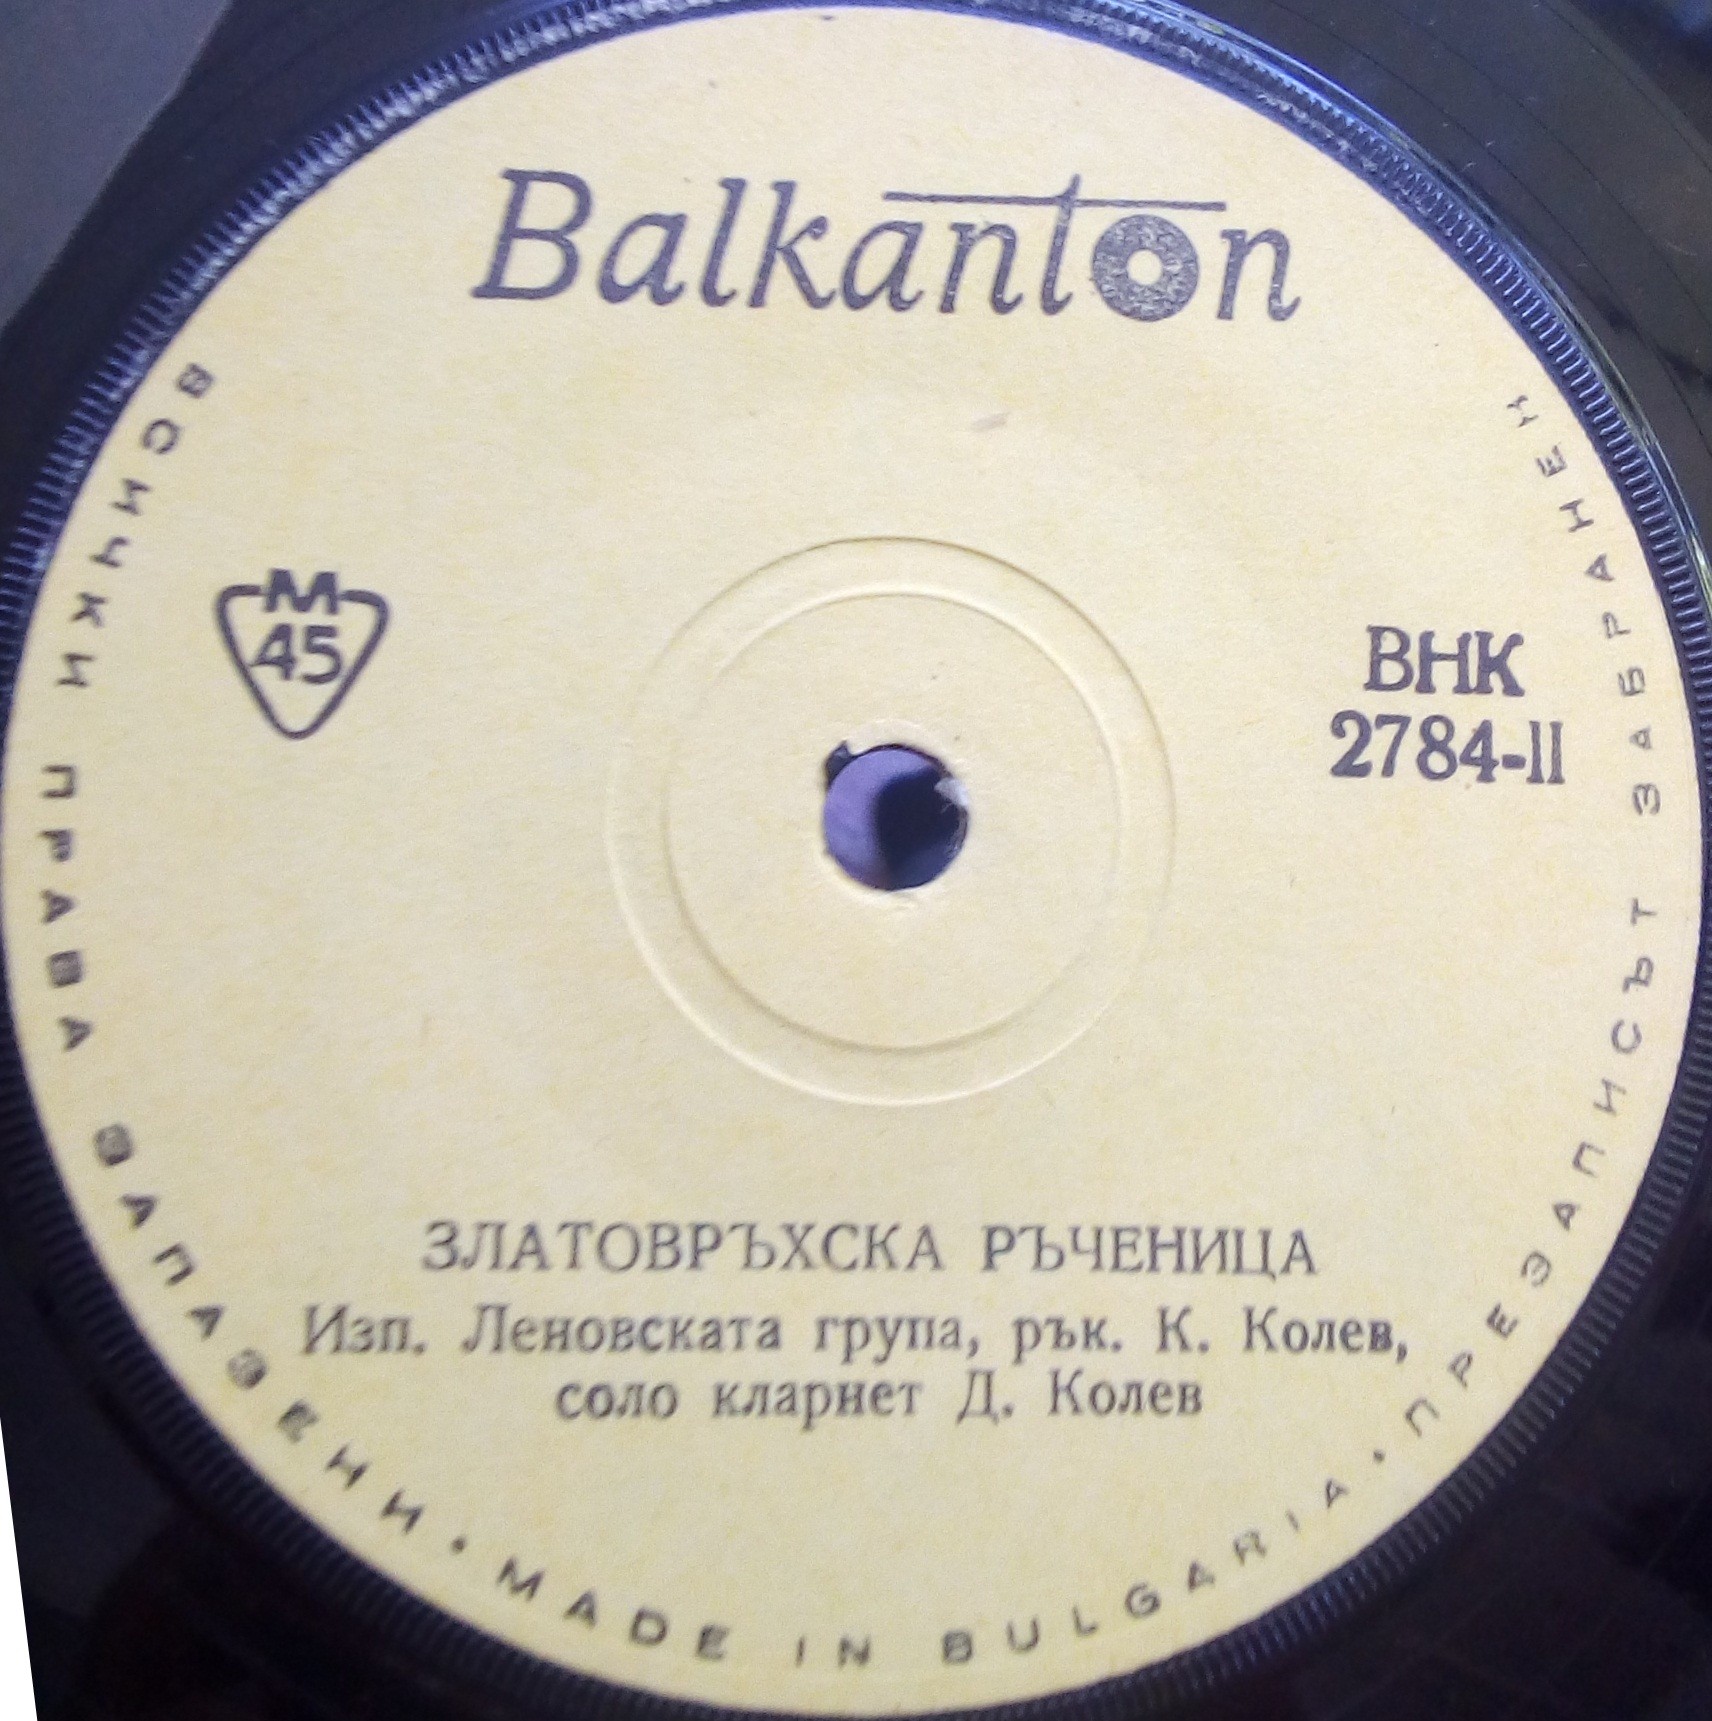 Balkanton
M
45
ВНК
2784-II
ЗЛАТОВРЪХСКА РЪЧЕНИЦА
Изп. Леновската група, рък. К. Колев,
соло кларнет Д. Колев
ВСИЧКИ ПРАВА ЗАПАЗЕНИ • MADE IN BULGARIA • ПРЕЗАПИСЪТ ЗАБРАНЕН